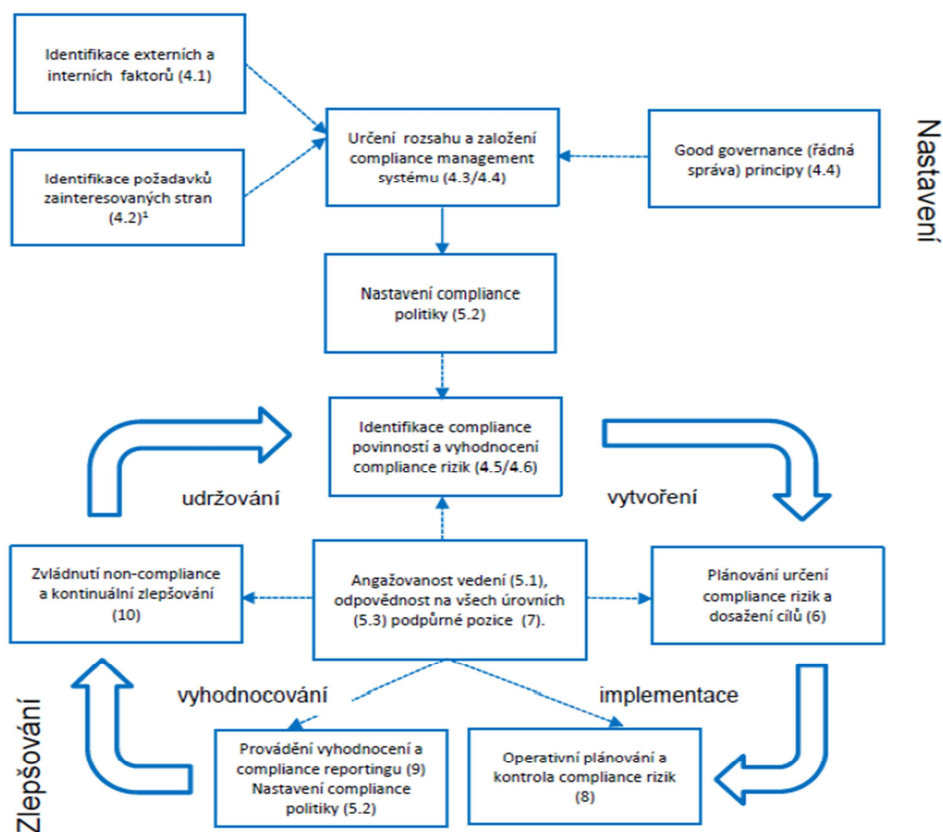 Identifikace externích a
interních faktorů (4.1)
Určení rozsahu a založení
compliance management
systému (4.3/4.4)
Good governance (řádná
správa) principy (4.4)
Nastavení
Identifikace požadavků
zainteresovaných stran
(4.2)¹
Nastavení compliance
politiky (5.2)
Identifikace compliance
povinností a vyhodnocení
compliance rizik (4.5/4.6)
udržování
vytvoření
Zvládnutí non-compliance
a kontinuální zlepšování
(10)
Angažovanost vedení (5.1),
odpovědnost na všech úrovních
(5.3) podpůrné pozice (7).
Plánování určení
compliance rizik a
dosažení cílů (6)
vyhodnocování
implementace
Zlepšování
Provádění vyhodnocení a
compliance reportingu (9)
Nastavení compliance
politiky (5.2)
Operativní plánování a
kontrola compliance rizik
(8)